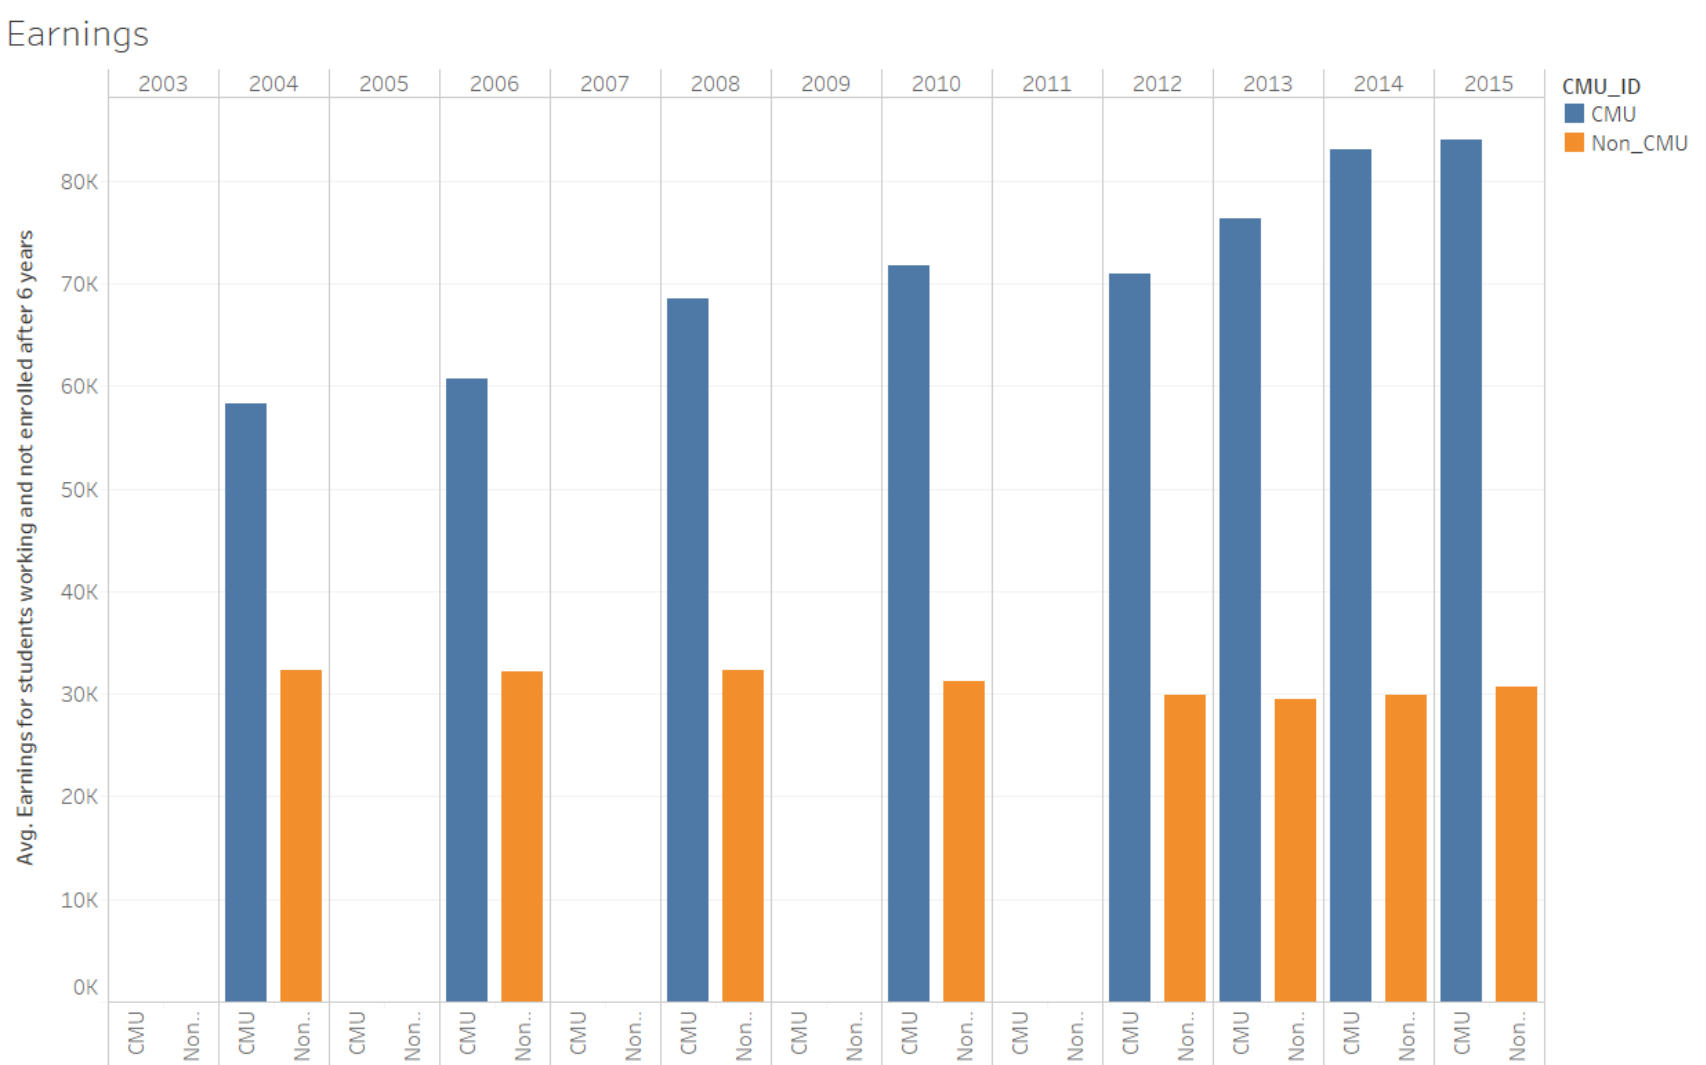 Earnings
2003 2004 2005 2006 2007 2008 2009 2010 2011 2012 2013 2014 2015
CMU_ID
CMU
Non_CMU
Avg. Earnings for students working and not enrolled after 6 years
80K
70K
60K
50K
40K
30K
20K
10K
0K
CMU Non.. CMU Non.. CMU Non.. CMU Non.. CMU Non.. CMU Non.. CMU Non.. CMU Non.. CMU Non.. CMU Non.. CMU Non.. CMU Non.. CMU Non..